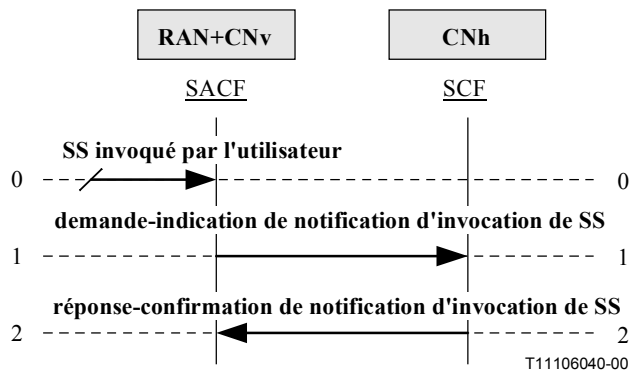 RAN+CNv CNh
SACF SCF
SS invoqué par l'utilisateur
0 0
demande-indication de notification d'invocation de SS
1 1
réponse-confirmation de notification d'invocation de SS
2 2
T11106040-00